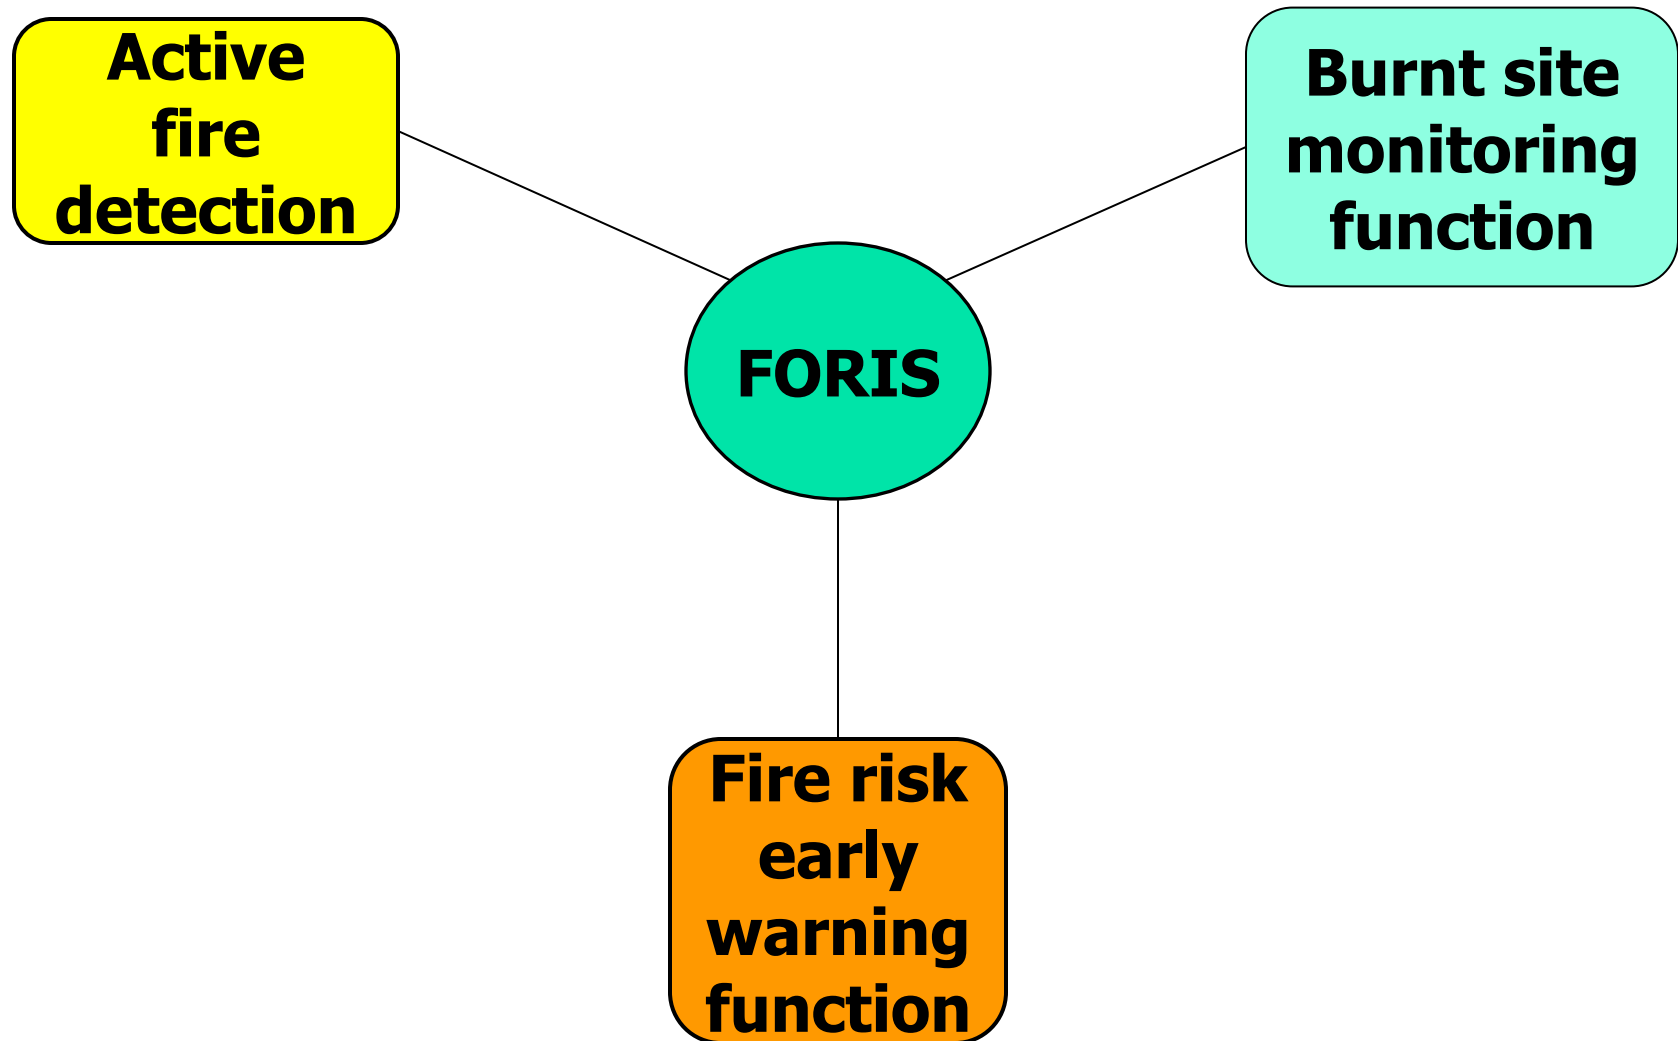 Active
fire
detection
Burnt site
monitoring
function
FORIS
Fire risk
early
warning
function